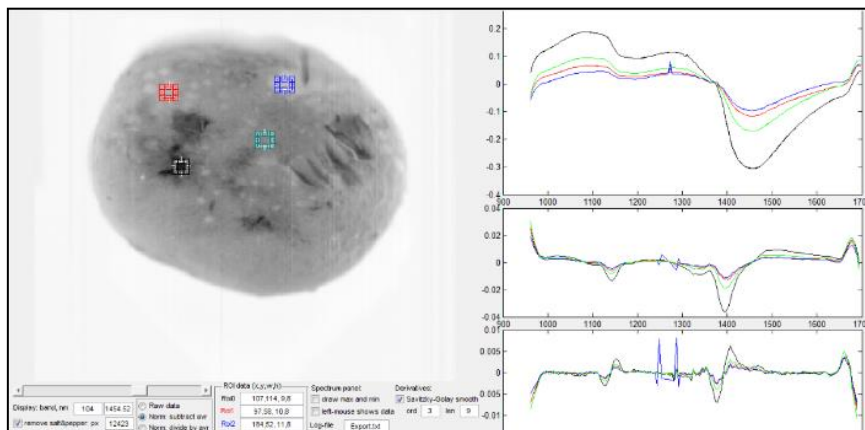 0.2
0.1
0
-0.1
-0.2
-0.3
-0.4
900 1000 1100 1200 1300 1400 1500 1600 1700
0.04
0.02
0
-0.02
-0.04
900 1000 1100 1200 1300 1400 1500 1600 1700
0.01
0.005
0
-0.005
-0.01
Display: band, nm 104 1454.52
remove salt&pepper: px 12423
Raw data
Norm: subtract avr
Norm: divide by avr
ROI data (x,y,w,h)
RoI0 107,114, 9,8
RoI1 97,58, 10,8
RoI2 184,52, 11,8
Spectrum panel:
draw max and min
left-mouse shows data
Log-file Export.txt
Derivatives:
Savitzky-Golay smooth
ord 3 len 9